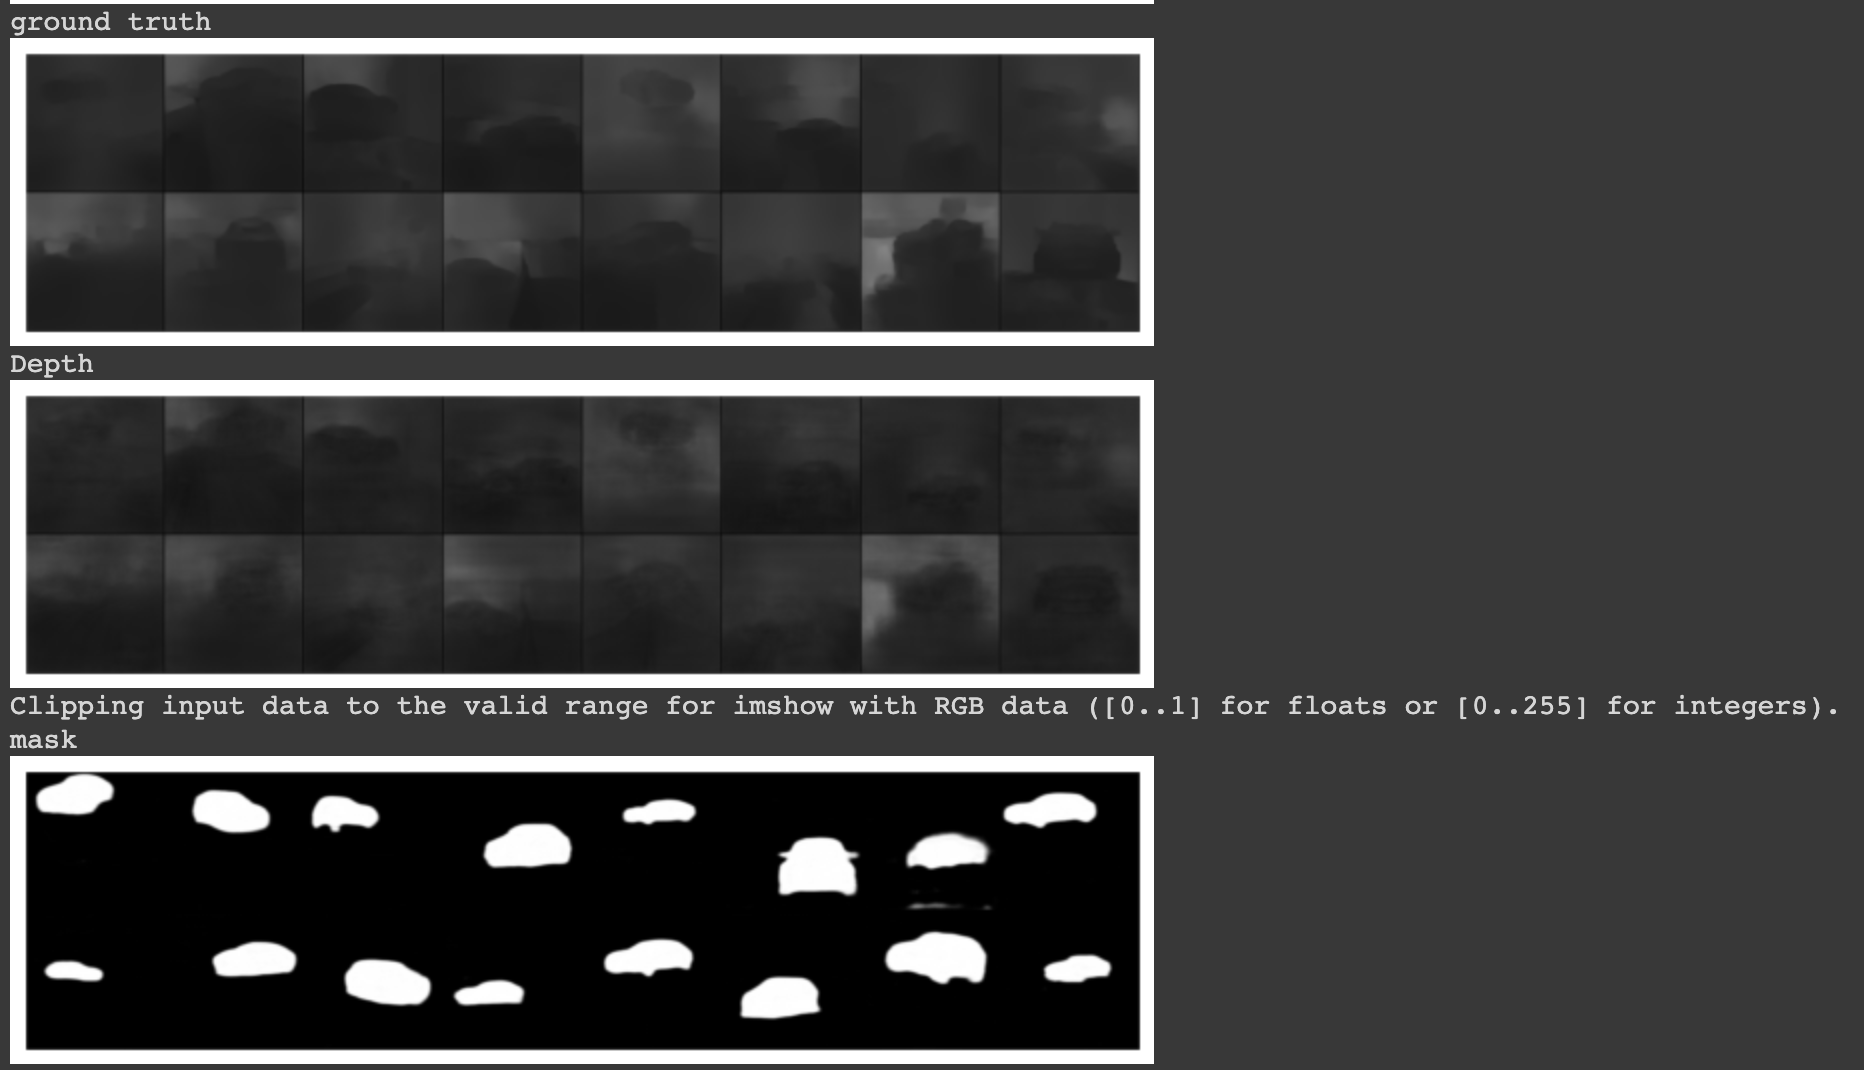 ground truth
Depth
Clipping input data to the valid range for imshow with RGB data ([0..1] for floats or [0..255] for integers).
mask